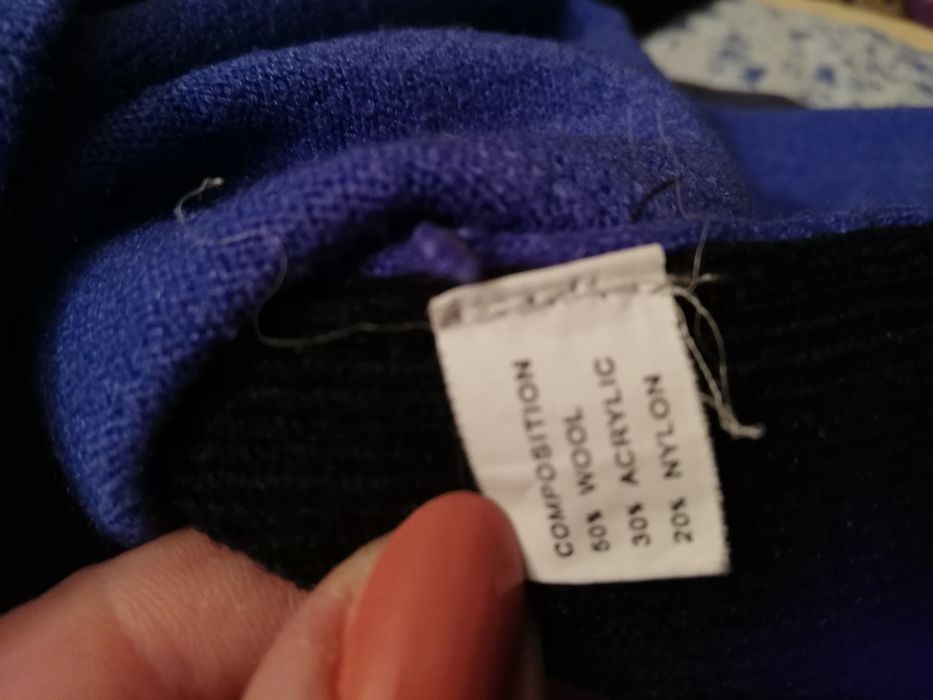 COMPOSITION
50% WOOL
30% ACRYLIC
20% NYLON